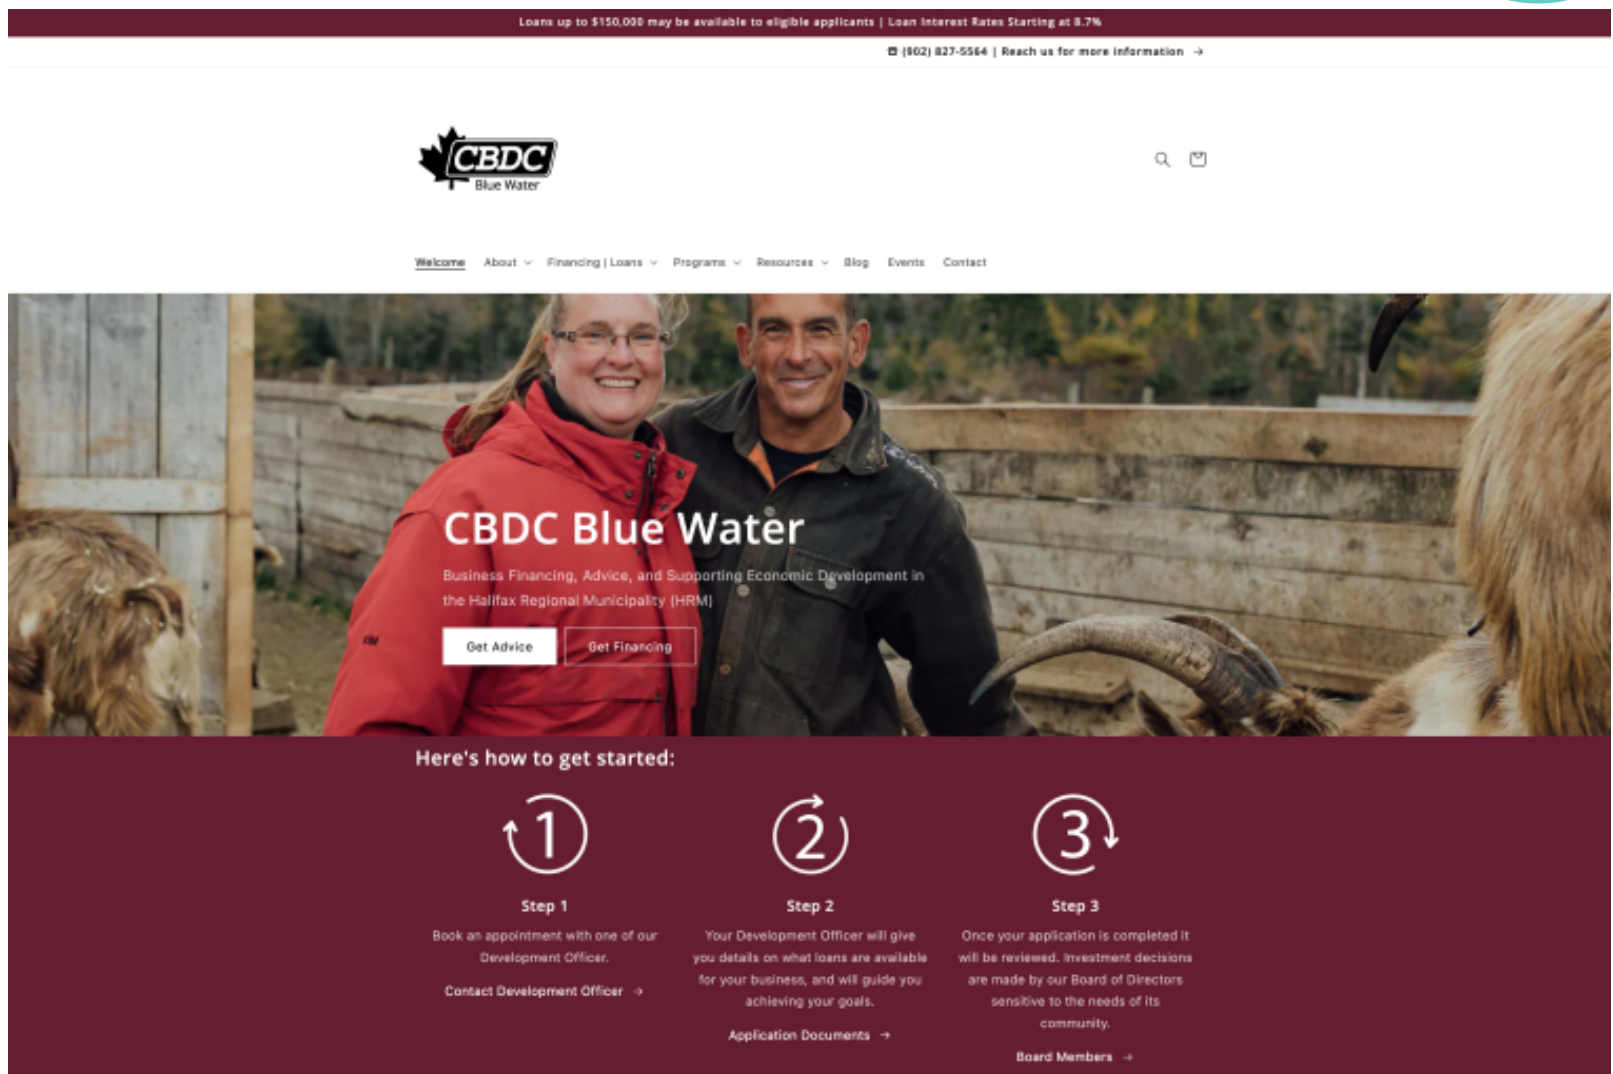 Loans up to $150,000 may be available to eligible applicants | Loan Interest Rates Starting at 8.7%
☎ (902) 827-5564 | Reach us for more information →
CBDC
Blue Water
Welcome About Financing | Loans Programs Resources Blog Events Contact
CBDC Blue Water
Business Financing, Advice, and Supporting Economic Development in
the Halifax Regional Municipality (HRM)
Get Advice Get Financing
Here's how to get started:
1 2 3
Step 1
Book an appointment with one of our
Development Officer.
Contact Development Officer →
Step 2
Your Development Officer will give
you details on what loans are available
for your business, and will guide you
achieving your goals.
Application Documents →
Step 3
Once your application is completed it
will be reviewed. Investment decisions
are made by our Board of Directors
sensitive to the needs of its
community.
Board Members →